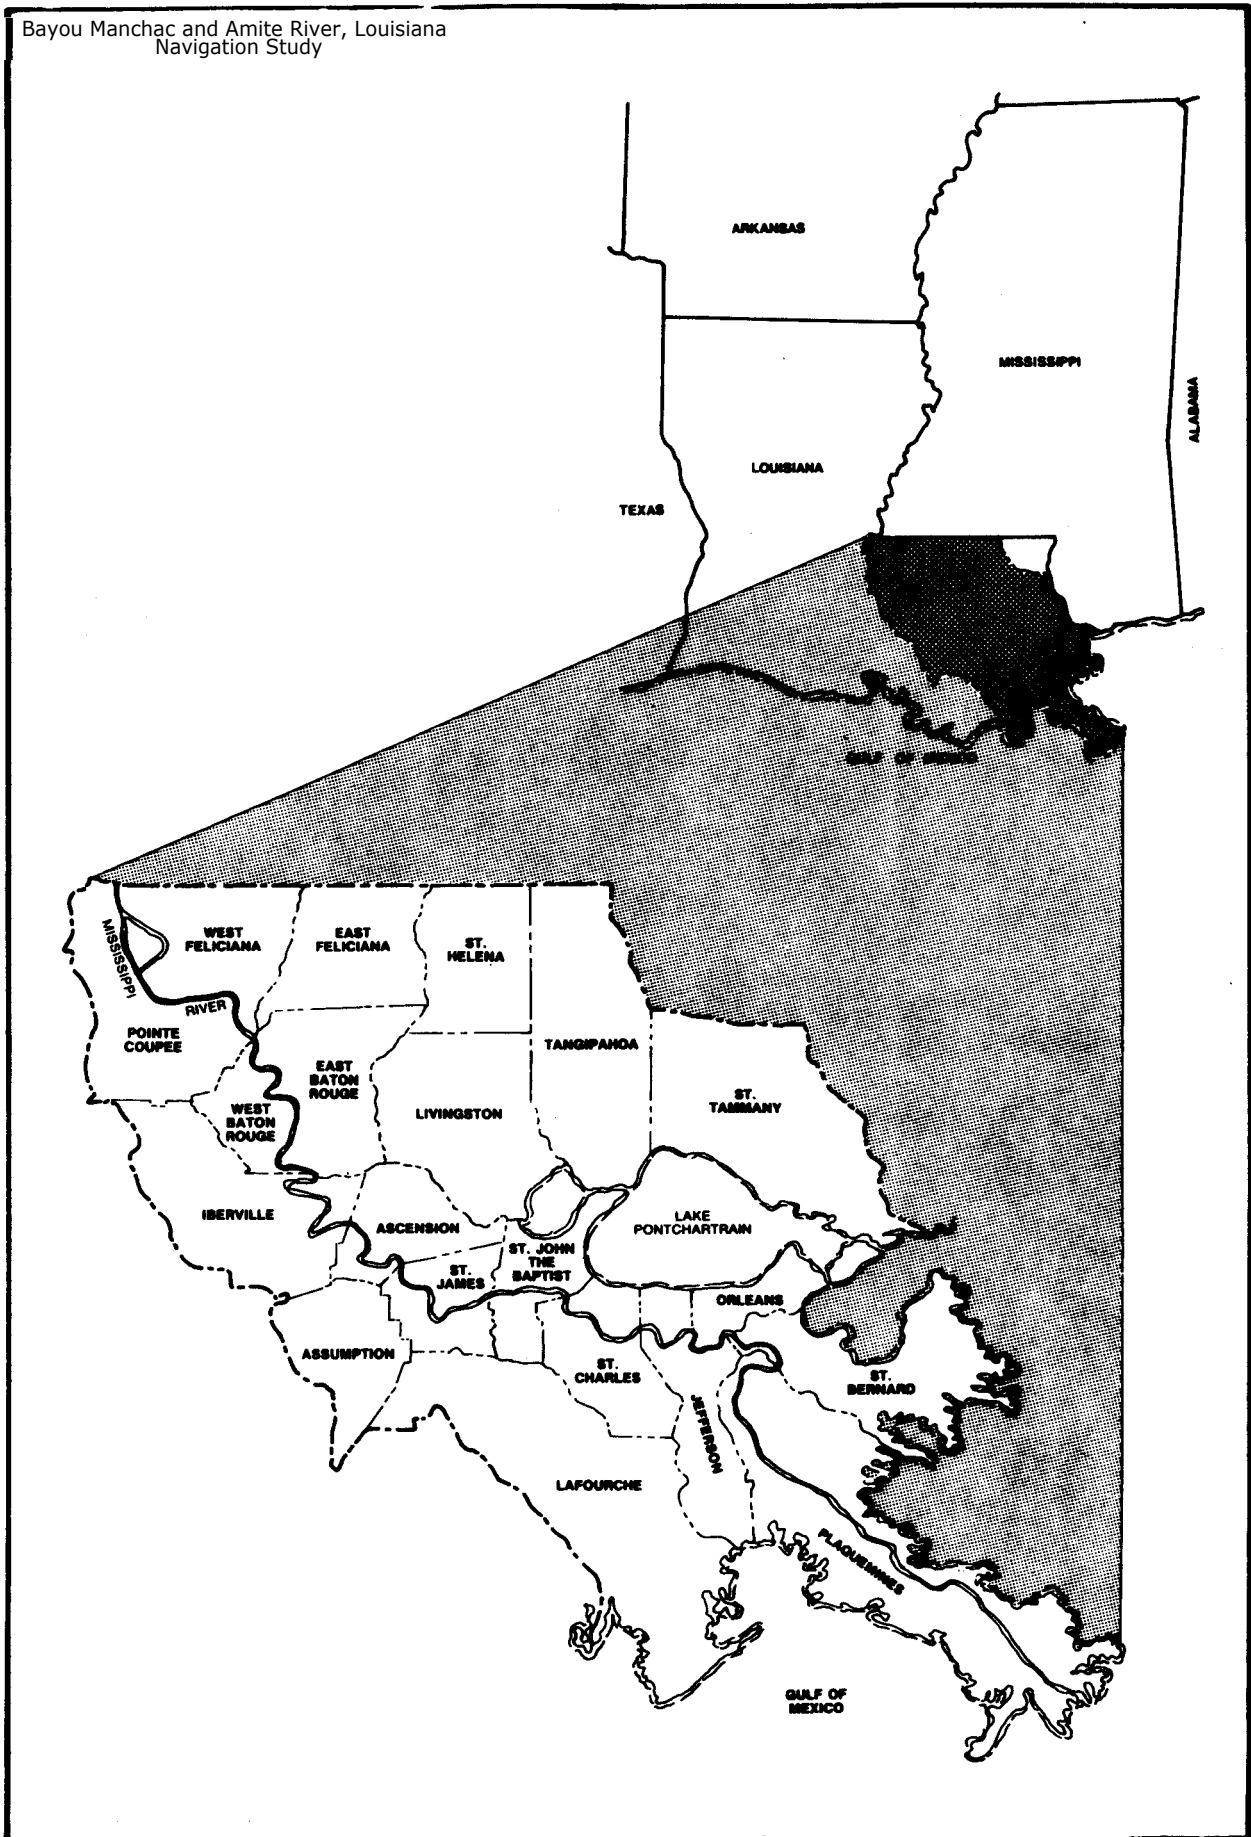 Bayou Manchac and Amite River, Louisiana
Navigation Study
ARKANSAS
MISSISSIPPI
ALABAMA
LOUISIANA
TEXAS
GULF OF MEXICO
WEST
FELICIANA
EAST
FELICIANA
ST.
HELENA
MISSISSIPPI
RIVER
POINTE
COUPEE
TANGIPAHOA
EAST
BATON
ROUGE
ST.
TAMMANY
WEST
BATON
ROUGE
LIVINGSTON
IBERVILLE
ASCENSION
LAKE
PONTCHARTRAIN
ST. JOHN
THE
BAPTIST
ST.
JAMES
ORLEANS
ASSUMPTION
ST.
CHARLES
ST.
BERNARD
JEFFERSON
LAFOURCHE
PLAQUEMINES
GULF OF
MEXICO